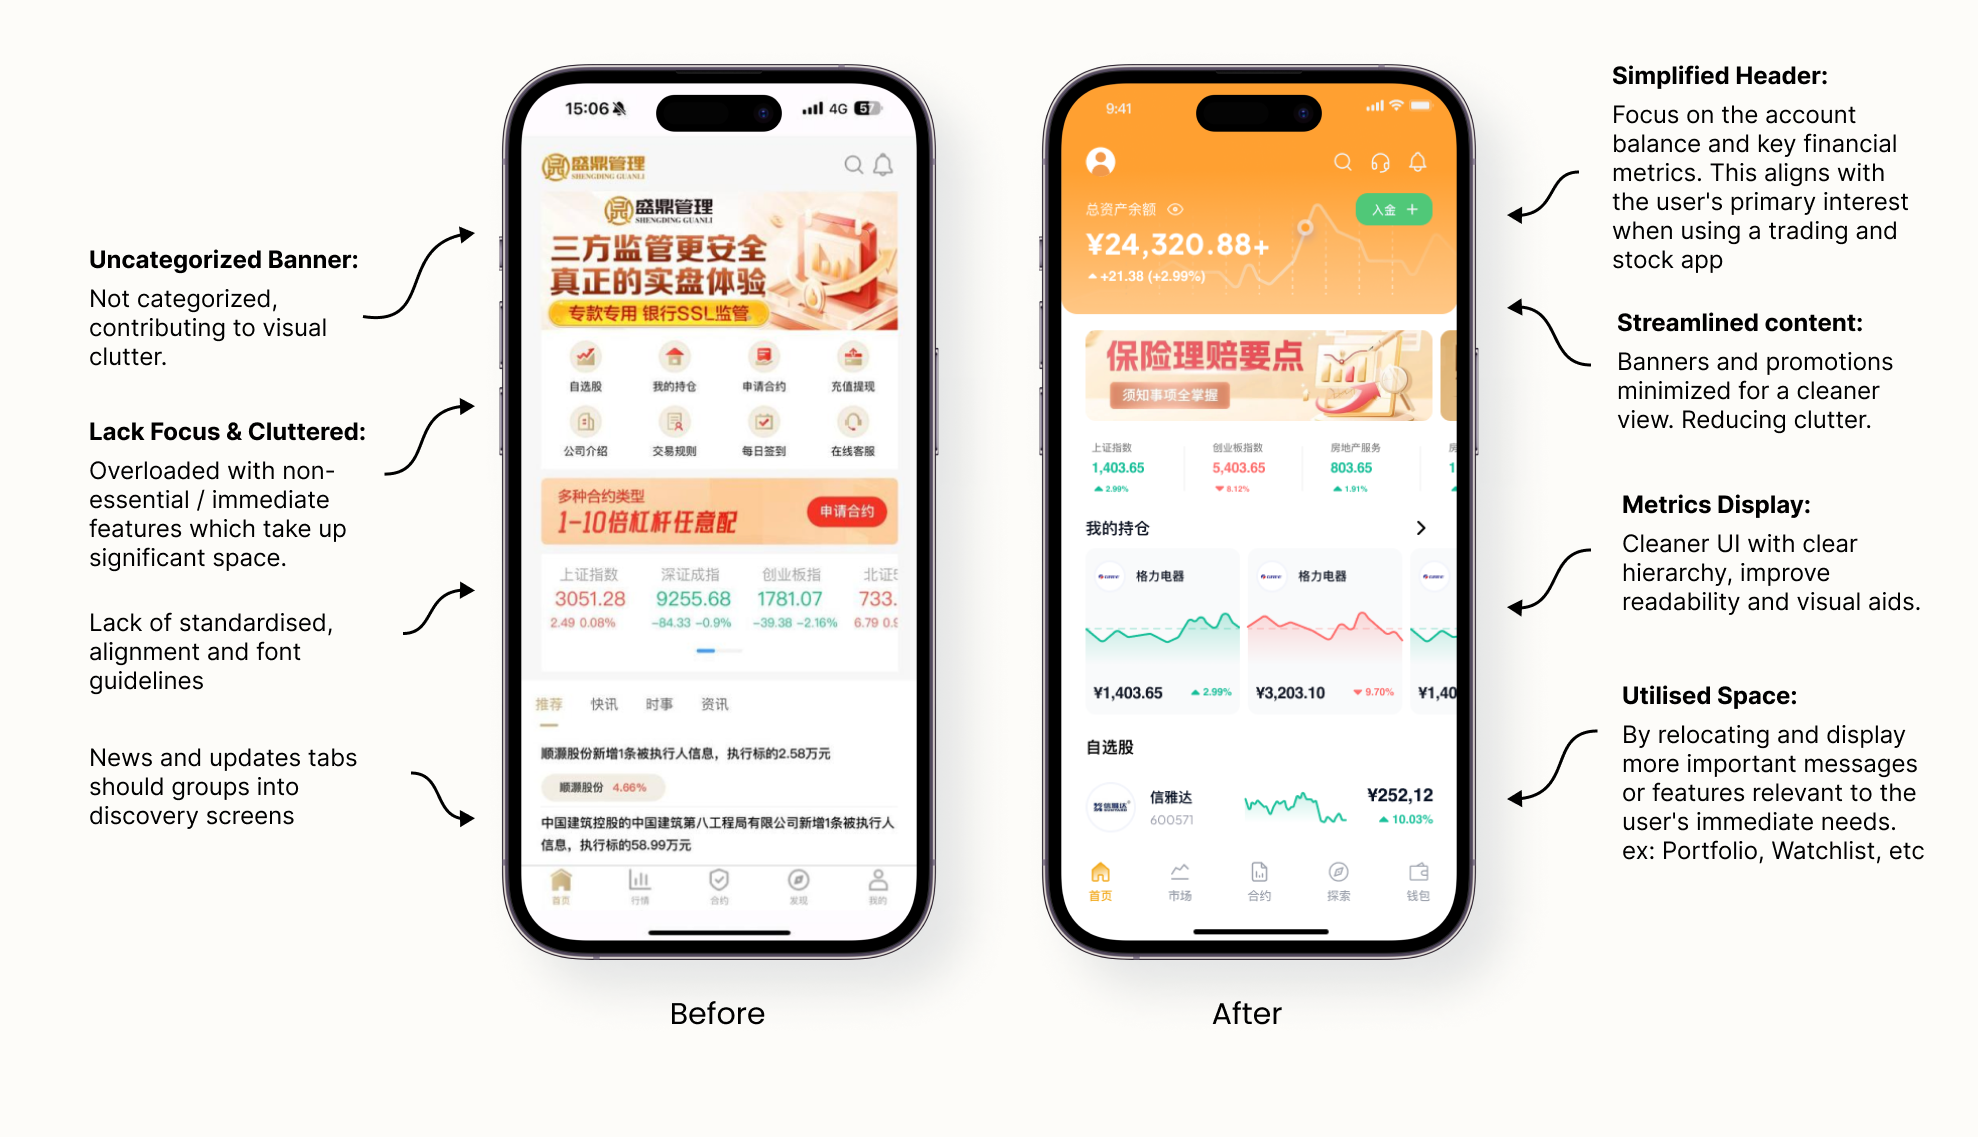 Uncategorized Banner:
Not categorized,
contributing to visual
clutter.
Lack Focus & Cluttered:
Overloaded with non-
essential / immediate
features which take up
significant space.
Lack of standardised,
alignment and font
guidelines
News and updates tabs
should groups into
discovery screens
15:06
4G 57
盛鼎管理
SHENGDING GUANLI
盛鼎管理
SHENGDING GUANLI
三方监管更安全
真正的实盘体验
专款专用 银行SSL监管
自选股 我的持仓 申请合约 充值提现
公司介绍 交易规则 每日签到 在线客服
多种合约类型
1-10倍杠杆任意配
申请合约
上证指数 深证成指 创业板指 北证5
3051.28 9255.68 1781.07 733.
2.49 0.08% -84.33 -0.9% -39.38 -2.16% 6.79 0.9
推荐 快讯 时事 资讯
顺灏股份新增1条被执行人信息，执行标的2.58万元
顺灏股份 4.66%
中国建筑控股的中国建筑第八工程局有限公司新增1条被执行人
信息，执行标的58.99万元
首页 行情 合约 发现 我的
Before
9:41
总资产余额
入金 +
¥24,320.88+
+21.38 (+2.99%)
保险理赔要点
须知事项全掌握
上证指数 创业板指数 房地产服务 房
1,403.65 5,403.65 803.65 1
2.99% 8.12% 1.91%
我的持仓
格力电器 格力电器
¥1,403.65 2.99% ¥3,203.10 9.70% ¥1,40
自选股
信雅达 信雅达 ¥252,12
600571 10.03%
首页 市场 合约 探索 钱包
After
Simplified Header:
Focus on the account
balance and key financial
metrics. This aligns with
the user's primary interest
when using a trading and
stock app
Streamlined content:
Banners and promotions
minimized for a cleaner
view. Reducing clutter.
Metrics Display:
Cleaner UI with clear
hierarchy, improve
readability and visual aids.
Utilised Space:
By relocating and display
more important messages
or features relevant to the
user's immediate needs.
ex: Portfolio, Watchlist, etc